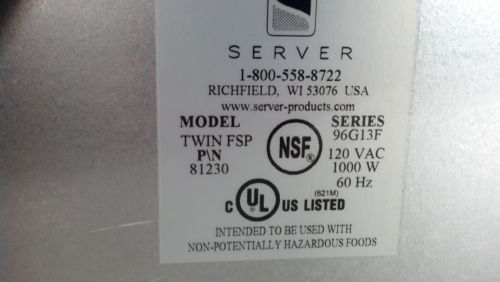 SERVER
1-800-558-8722
RICHFIELD, WI 53076 USA
www.server-products.com
MODEL
TWIN FSP
P\N
81230
NSF
SERIES
96G13F
120 VAC
1000 W
60 Hz
(621M)
C UL US LISTED
INTENDED TO BE USED WITH
NON-POTENTIALLY HAZARDOUS FOODS